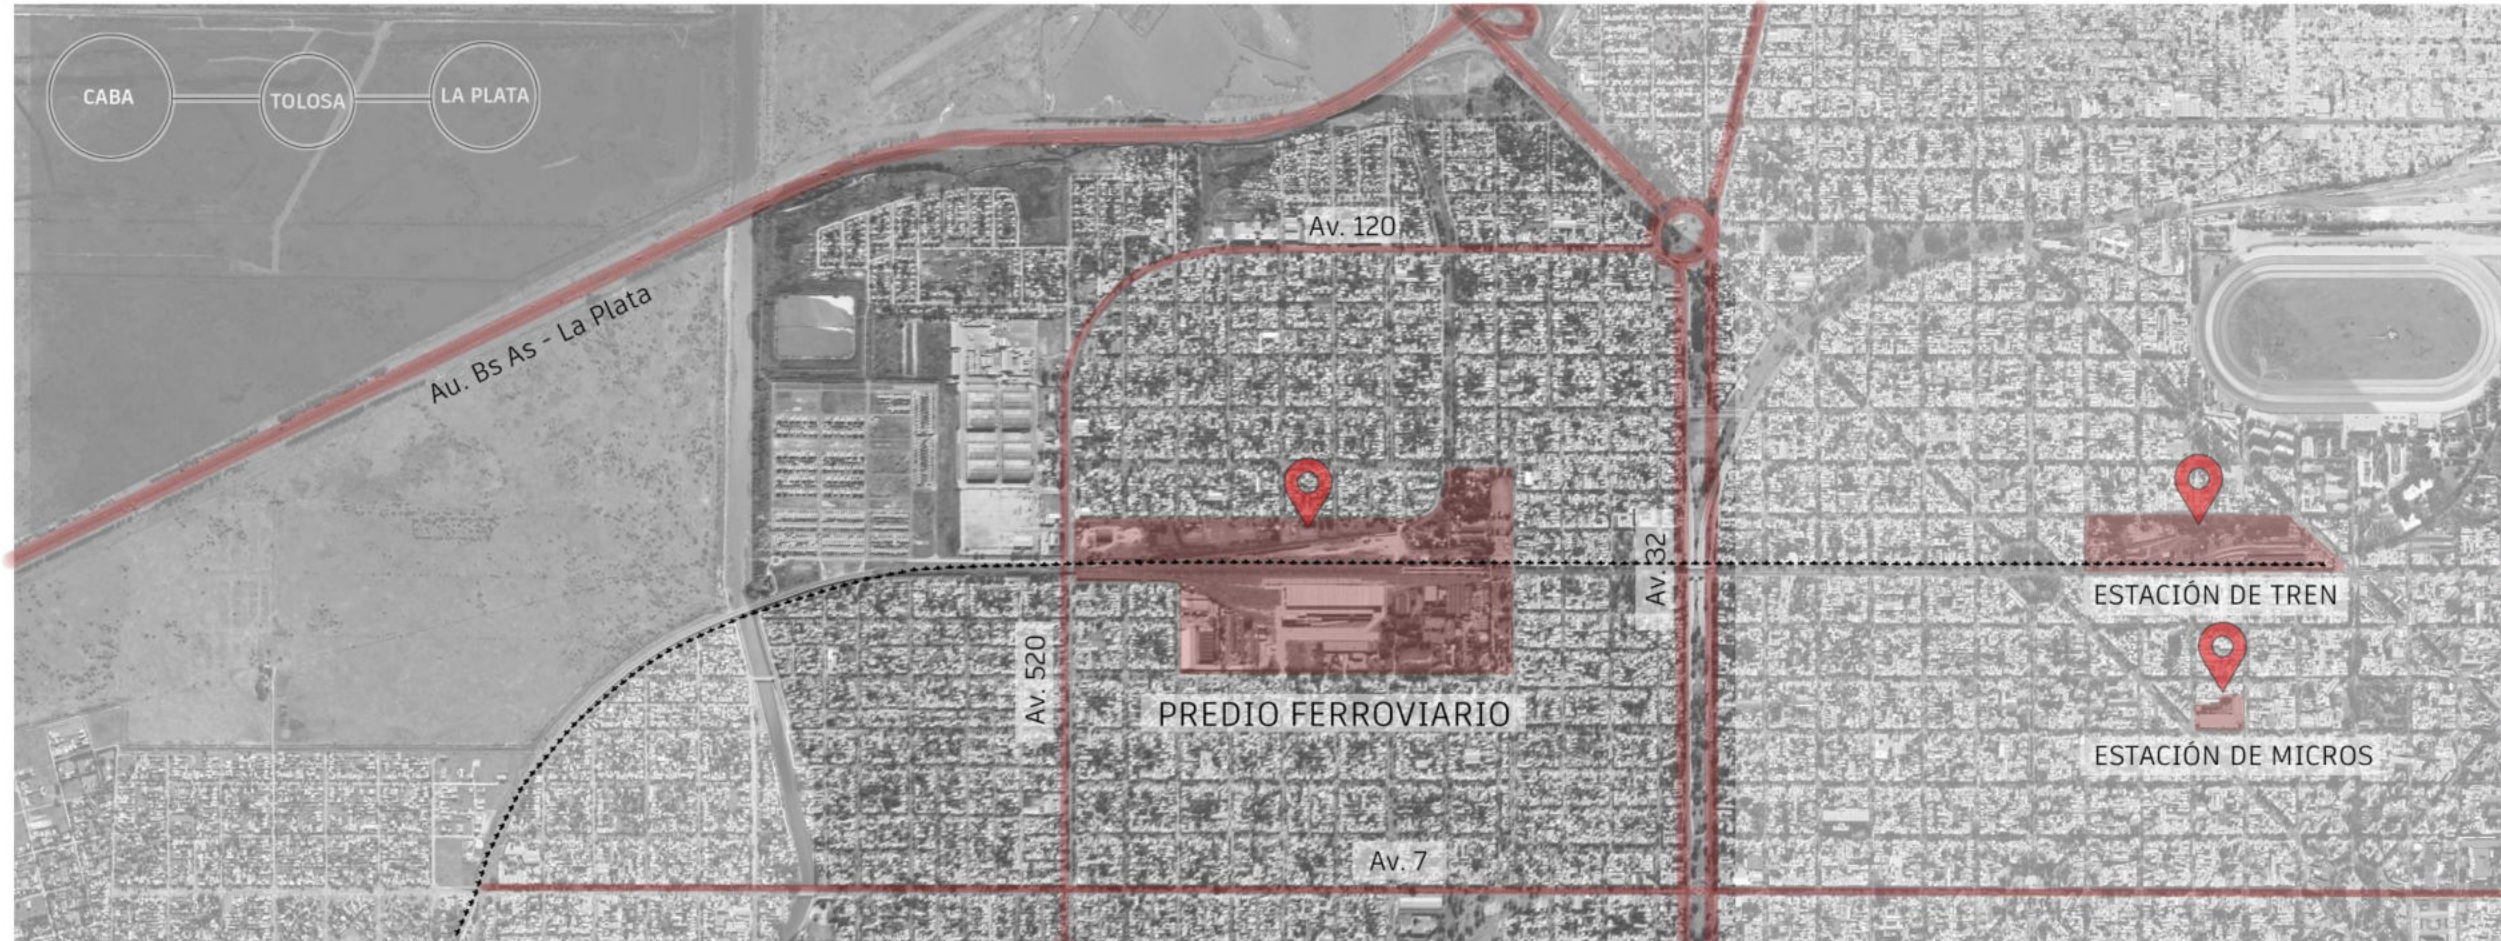 CABA
TOLOSA
LA PLATA
Av. 120
Au. Bs As - La Plata
Av. 32
ESTACIÓN DE TREN
Av. 520
PREDIO FERROVIARIO
ESTACIÓN DE MICROS
Av. 7